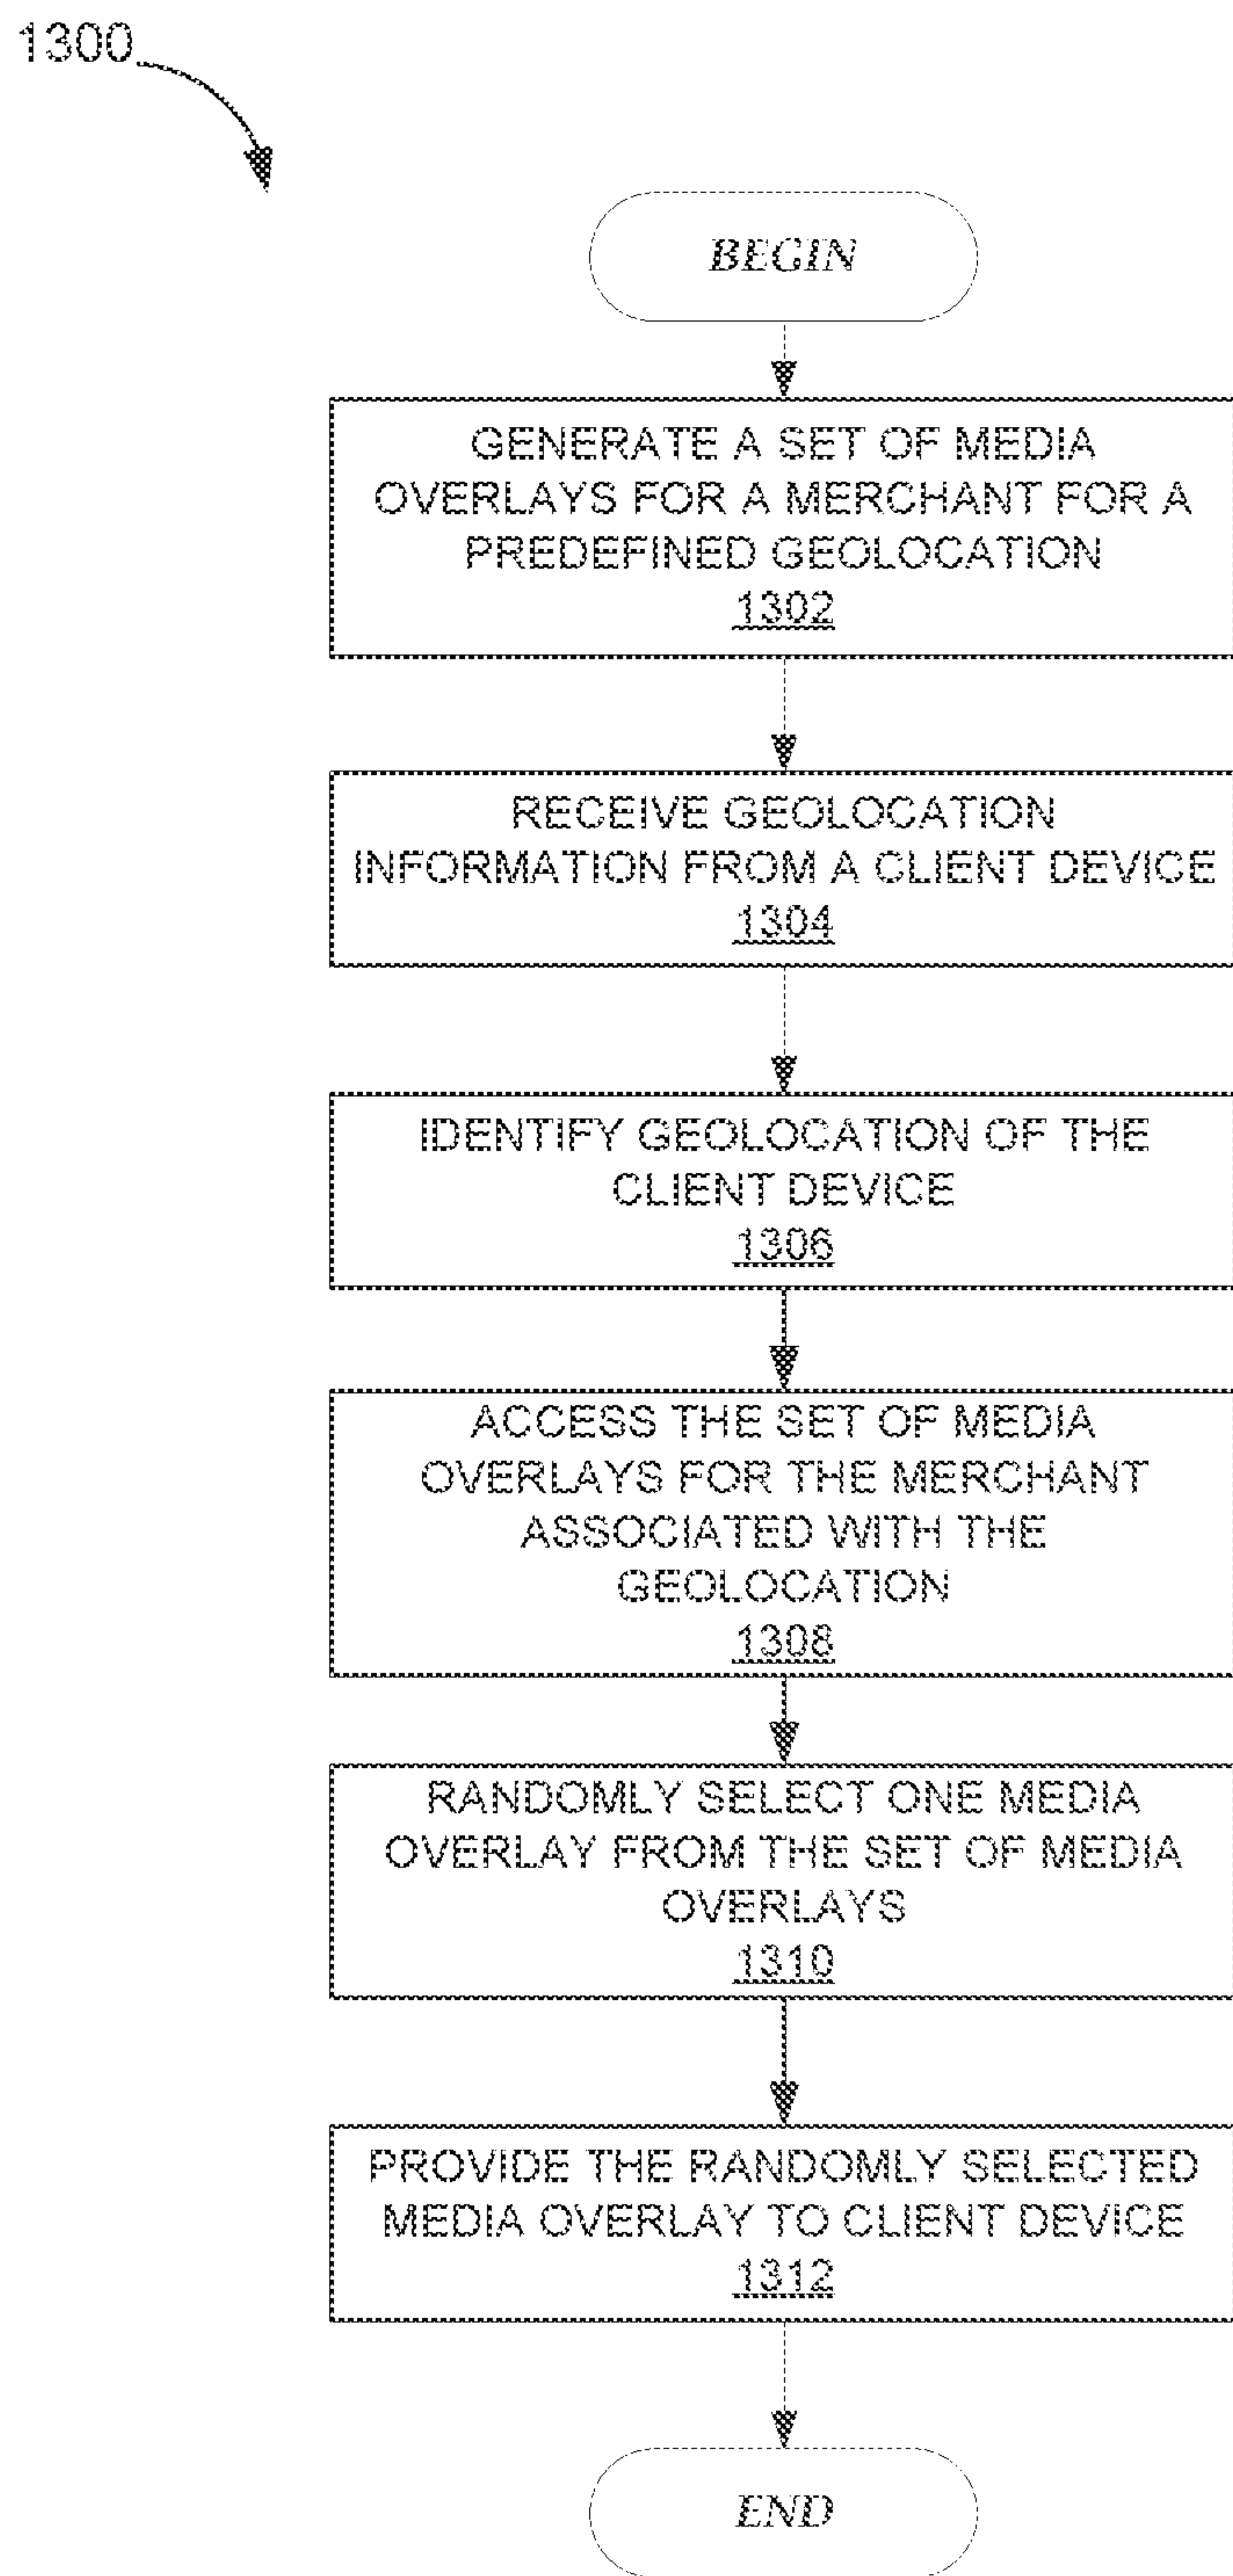 1300
BEGIN
GENERATE A SET OF MEDIA
OVERLAYS FOR A MERCHANT FOR A
PREDEFINED GEOLOCATION
1302
RECEIVE GEOLOCATION
INFORMATION FROM A CLIENT DEVICE
1304
IDENTIFY GEOLOCATION OF THE
CLIENT DEVICE
1306
ACCESS THE SET OF MEDIA
OVERLAYS FOR THE MERCHANT
ASSOCIATED WITH THE
GEOLOCATION
1308
RANDOMLY SELECT ONE MEDIA
OVERLAY FROM THE SET OF MEDIA
OVERLAYS
1310
PROVIDE THE RANDOMLY SELECTED
MEDIA OVERLAY TO CLIENT DEVICE
1312
END